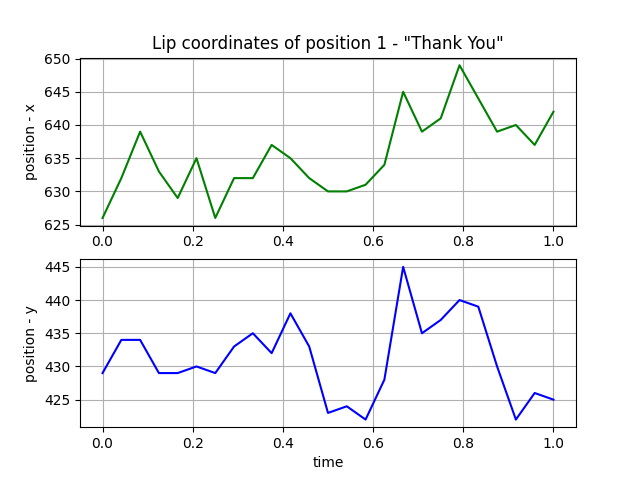 Lip coordinates of position 1 - "Thank You"
650
645
640
635
630
625
position - x
0.0 0.2 0.4 0.6 0.8 1.0
445
440
435
430
425
position - y
0.0 0.2 0.4 0.6 0.8 1.0
time